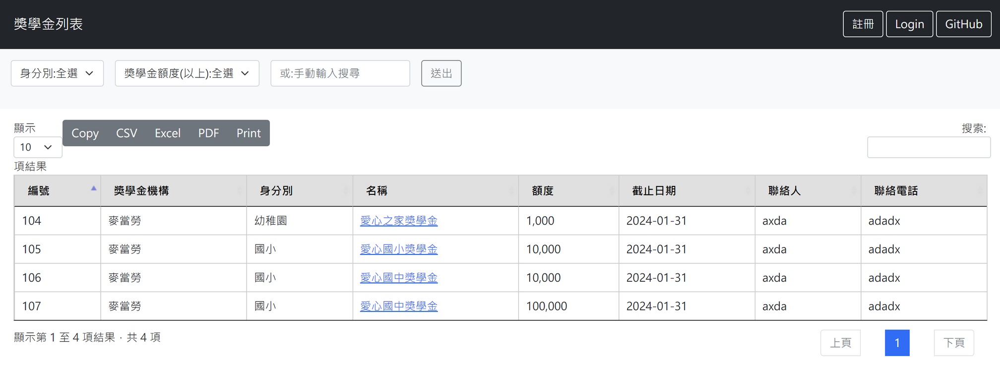 獎學金列表 註冊 Login GitHub
身分別:全選 獎學金額度(以上):全選 或:手動輸入搜尋 送出
顯示 Copy CSV Excel PDF Print 搜索:
10
項結果
編號 獎學金機構 身分別 名稱 額度 截止日期 聯絡人 聯絡電話
104 麥當勞 幼稚園 愛心之家獎學金 1,000 2024-01-31 axda adadx
105 麥當勞 國小 愛心國小獎學金 10,000 2024-01-31 axda adadx
106 麥當勞 國小 愛心國中獎學金 10,000 2024-01-31 axda adadx
107 麥當勞 國小 愛心國中獎學金 100,000 2024-01-31 axda adadx
顯示第 1 至 4 項結果，共 4 項
上頁 1 下頁